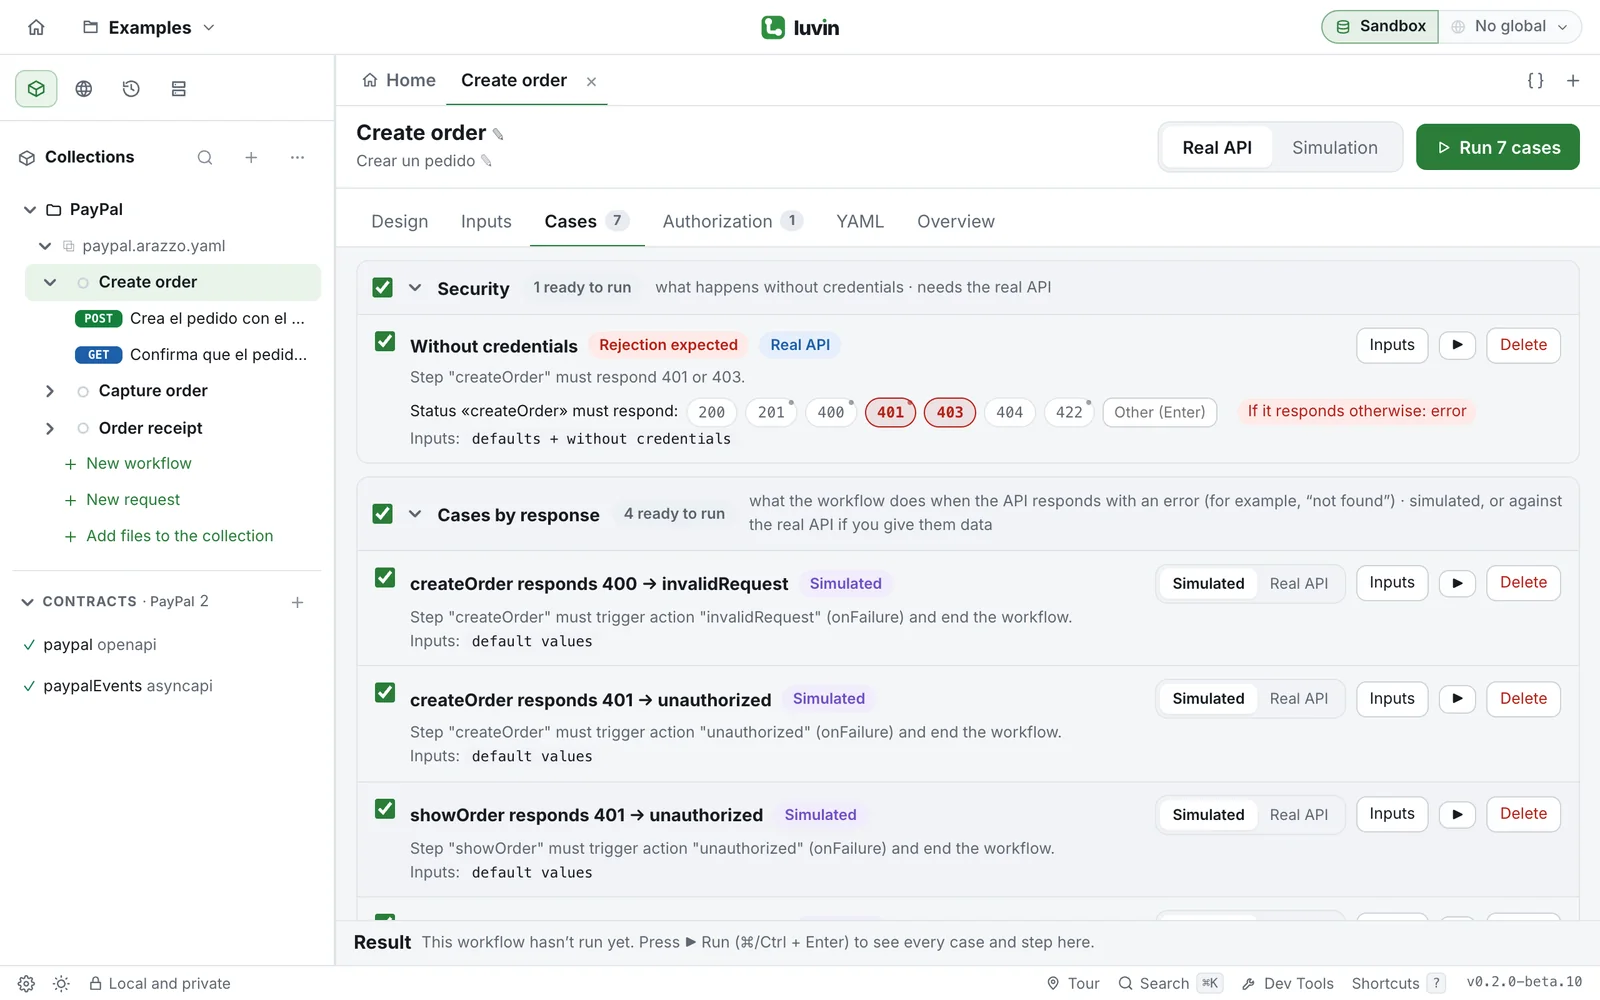 Examples
luvin
Sandbox
No global
Home
Create order
{}
Collections
PayPal
paypal.arazzo.yaml
Create order
POST Crea el pedido con el ...
GET Confirma que el pedid...
Capture order
Order receipt
+ New workflow
+ New request
+ Add files to the collection
CONTRACTS · PayPal 2
paypal openapi
paypalEvents asyncapi
Create order
Crear un pedido
Real API
Simulation
Run 7 cases
Design
Inputs
Cases 7
Authorization 1
YAML
Overview
Security 1 ready to run what happens without credentials · needs the real API
Without credentials Rejection expected Real API Inputs Delete
Step "createOrder" must respond 401 or 403.
Status «createOrder» must respond: 200 201 400 401 403 404 422 Other (Enter) If it responds otherwise: error
Inputs: defaults + without credentials
Cases by response 4 ready to run what the workflow does when the API responds with an error (for example, “not found”) · simulated, or against
the real API if you give them data
createOrder responds 400 → invalidRequest Simulated Simulated Real API Inputs Delete
Step "createOrder" must trigger action "invalidRequest" (onFailure) and end the workflow.
Inputs: default values
createOrder responds 401 → unauthorized Simulated Simulated Real API Inputs Delete
Step "createOrder" must trigger action "unauthorized" (onFailure) and end the workflow.
Inputs: default values
showOrder responds 401 → unauthorized Simulated Simulated Real API Inputs Delete
Step "showOrder" must trigger action "unauthorized" (onFailure) and end the workflow.
Inputs: default values
Result This workflow hasn’t run yet. Press ▶ Run (⌘/Ctrl + Enter) to see every case and step here.
Local and private
Tour
Search ⌘K
Dev Tools
Shortcuts ?
v0.2.0-beta.10